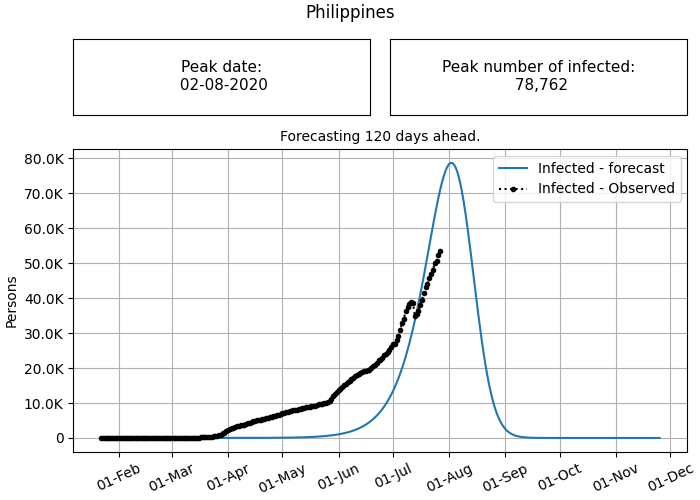 Philippines
Peak date:
02-08-2020
Peak number of infected:
78,762
Forecasting 120 days ahead.
Infected - forecast
Infected - Observed
80.0K
70.0K
60.0K
50.0K
40.0K
30.0K
20.0K
10.0K
0
Persons
01-Feb
01-Mar
01-Apr
01-May
01-Jun
01-Jul
01-Aug
01-Sep
01-Oct
01-Nov
01-Dec